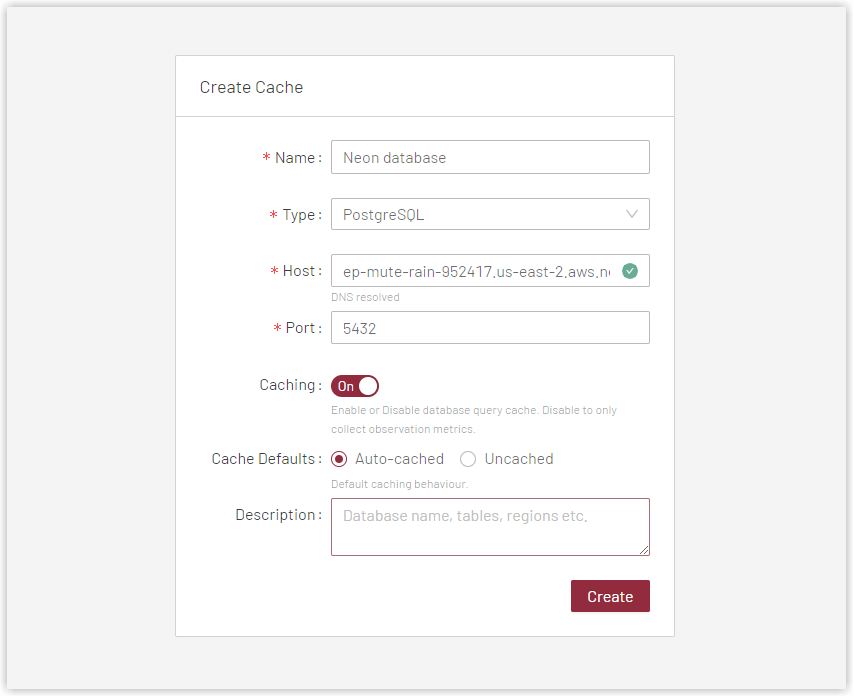 Create Cache
* Name: Neon database
* Type: PostgreSQL
* Host: ep-mute-rain-952417.us-east-2.aws.ne
DNS resolved
* Port: 5432
Caching: On
Enable or Disable database query cache. Disable to only
collect observation metrics.
Cache Defaults: Auto-cached Uncached
Default caching behaviour.
Description: Database name, tables, regions etc.
Create